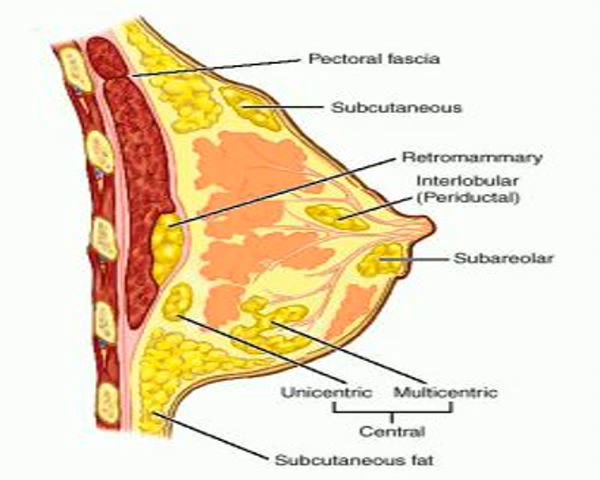 Pectoral fascia
Subcutaneous
Retromammary
Interlobular
(Periductal)
Subareolar
Unicentric Multicentric
Central
Subcutaneous fat